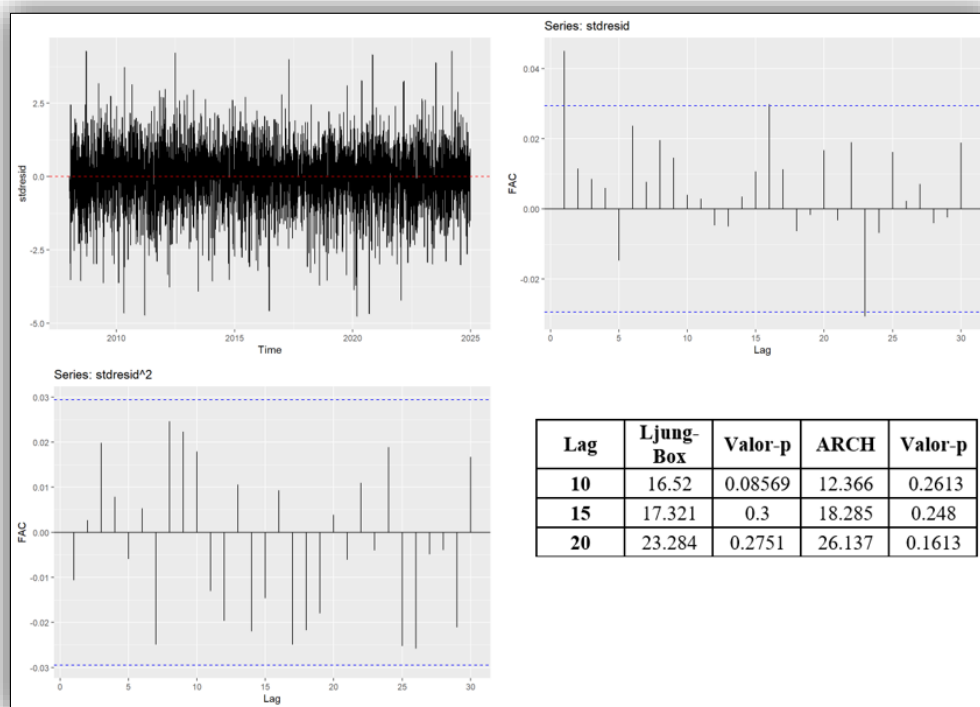 stdresid
2.5
0.0
-2.5
-5.0
2010
2015
2020
2025
Time
Series: stdresid
FAC
0.04
0.02
0.00
-0.02
0
5
10
15
20
25
30
Lag
Series: stdresid^2
FAC
0.03
0.02
0.01
0.00
-0.01
-0.02
-0.03
0
5
10
15
20
25
30
Lag
Lag Ljung-Box Valor-p ARCH Valor-p
10 16.52 0.08569 12.366 0.2613
15 17.321 0.3 18.285 0.248
20 23.284 0.2751 26.137 0.1613